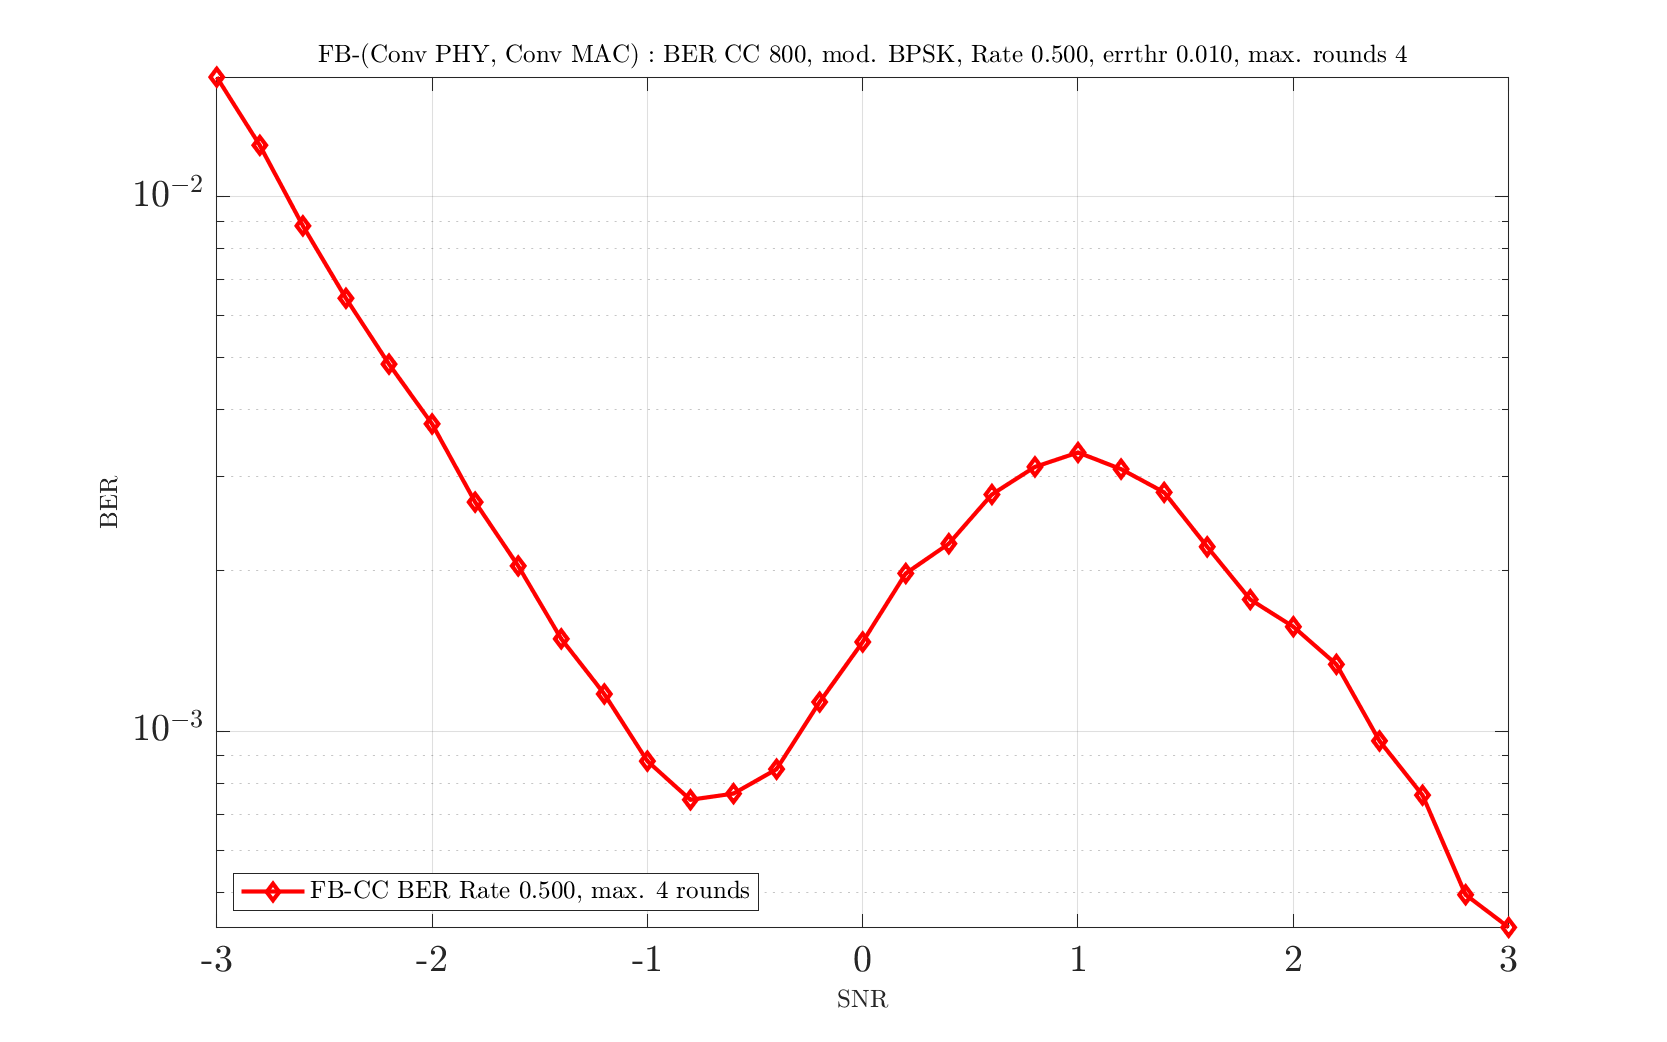 FB-(Conv PHY, Conv MAC) : BER CC 800, mod. BPSK, Rate 0.500, errthr 0.010, max. rounds 4
10^{-2}
BER
10^{-3}
FB-CC BER Rate 0.500, max. 4 rounds
-3 -2 -1 0 1 2 3
SNR